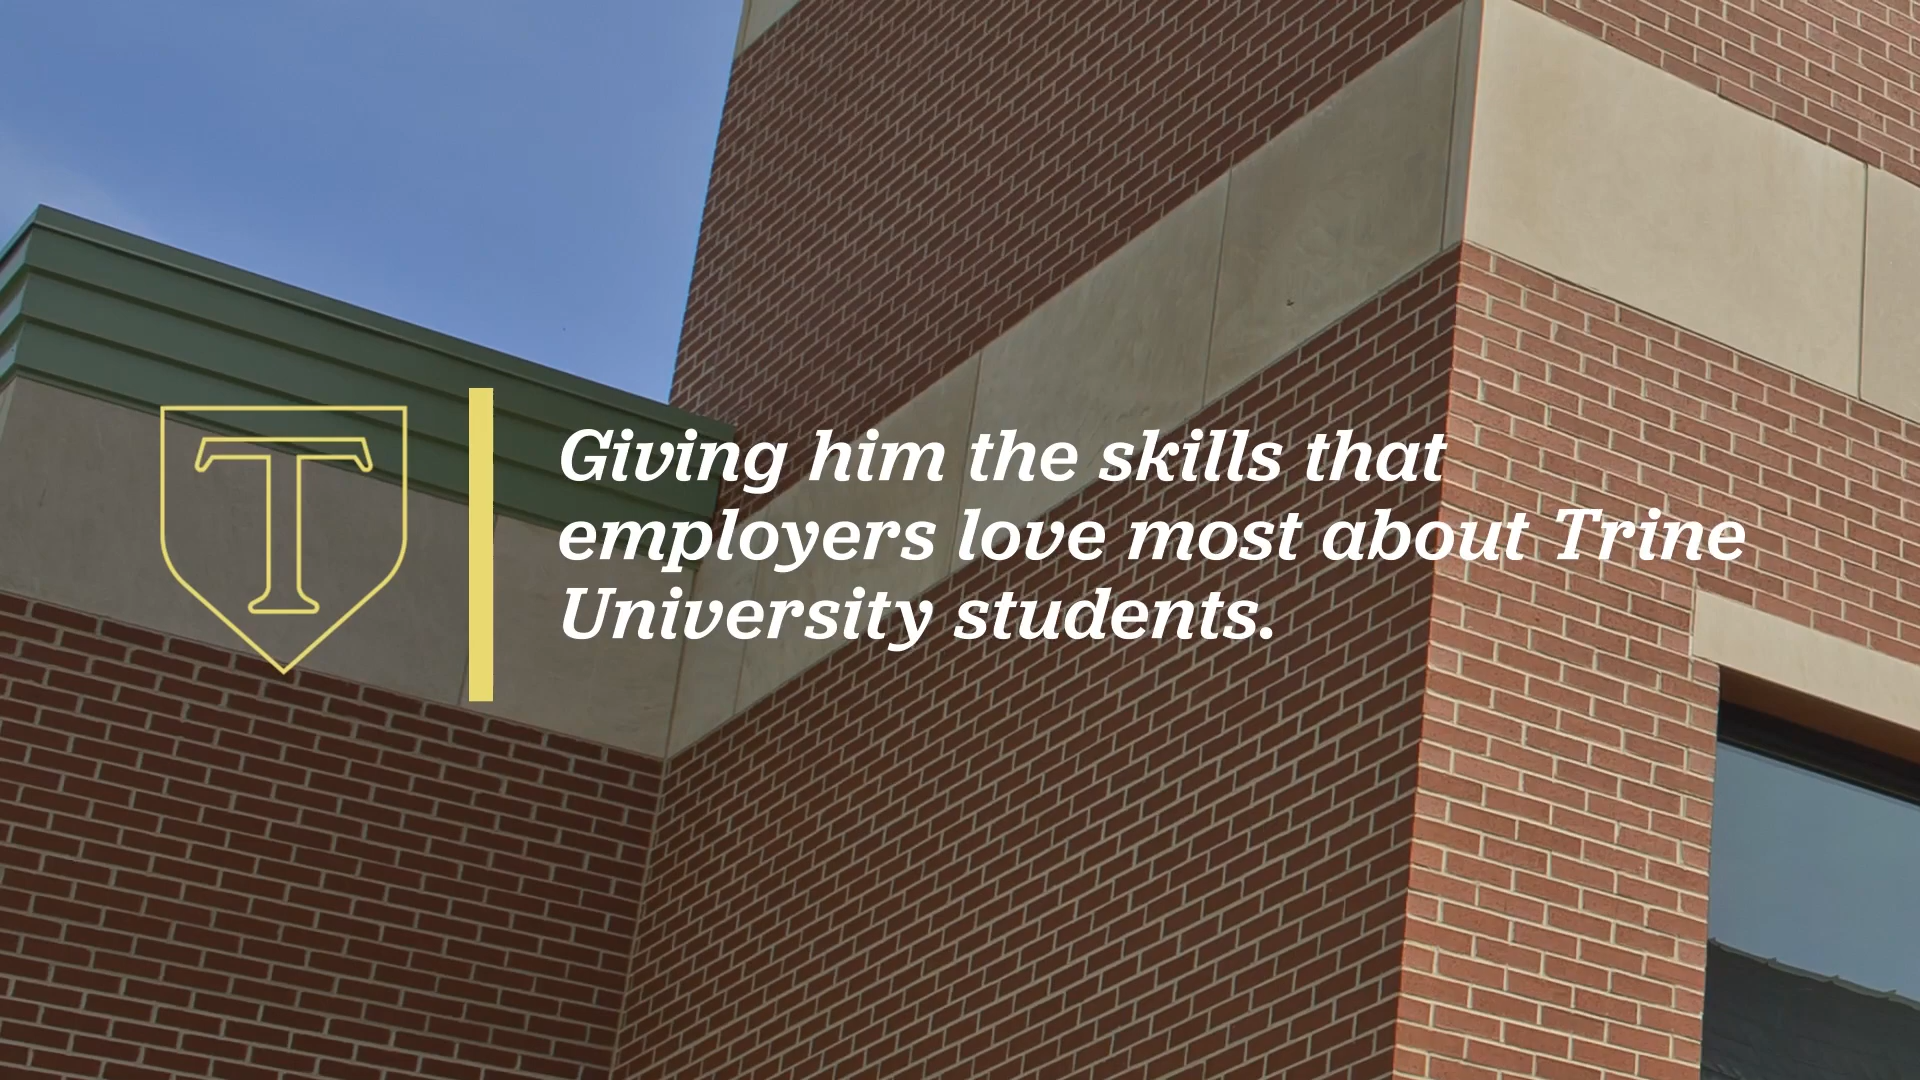 T
Giving him the skills that
employers love most about Trine
University students.